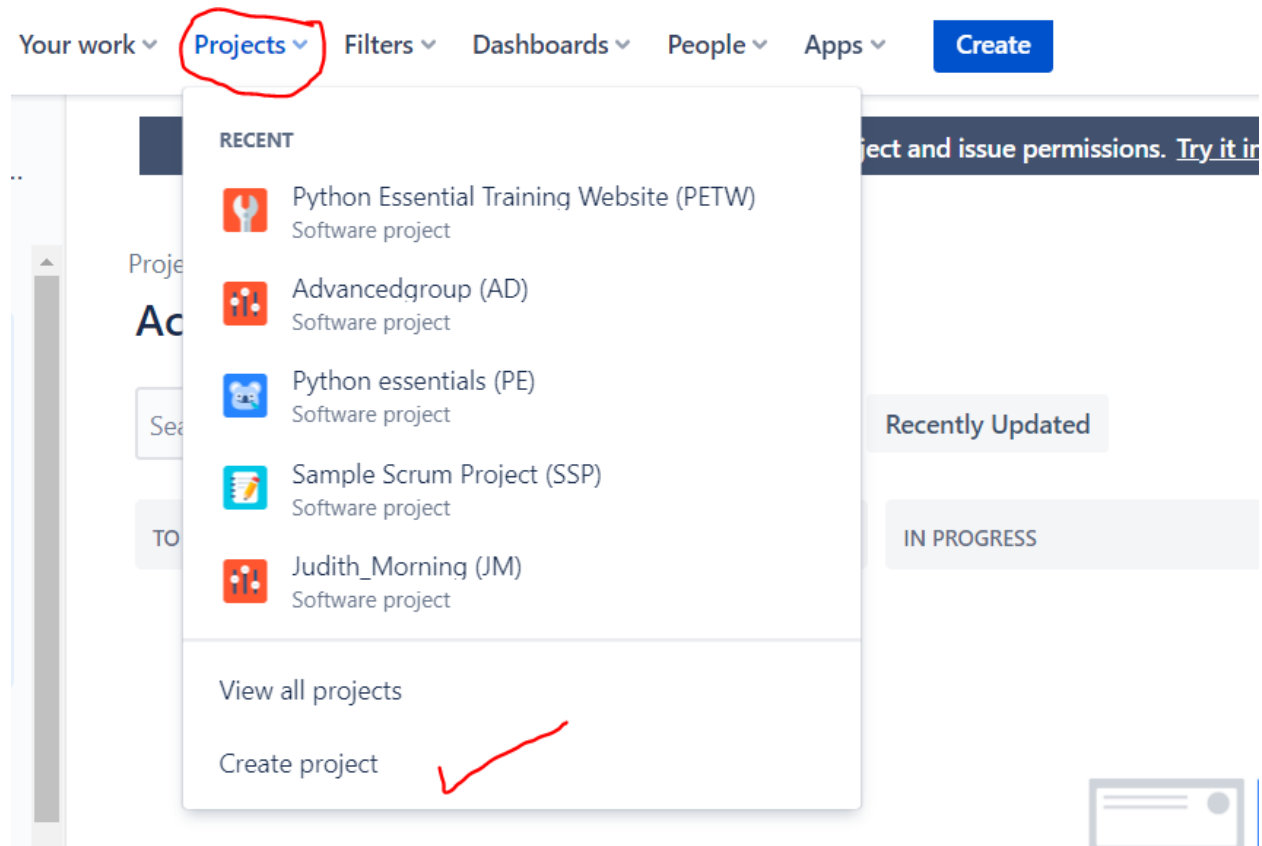 Your work Projects Filters Dashboards People Apps Create
RECENT
ject and issue permissions. Try it
Python Essential Training Website (PETW)
Software project
Advancedgroup (AD)
Software project
Python essentials (PE)
Software project
Recently Updated
Sample Scrum Project (SSP)
Software project
TO
IN PROGRESS
Judith_Morning (JM)
Software project
View all projects
Create project